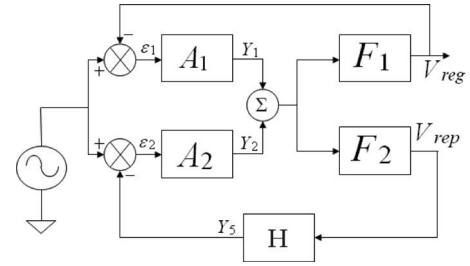 −
ε1
A1
Y1
F1
Vreg
+
Σ
+
ε2
A2
Y2
F2
Vrep
−
Y5
H